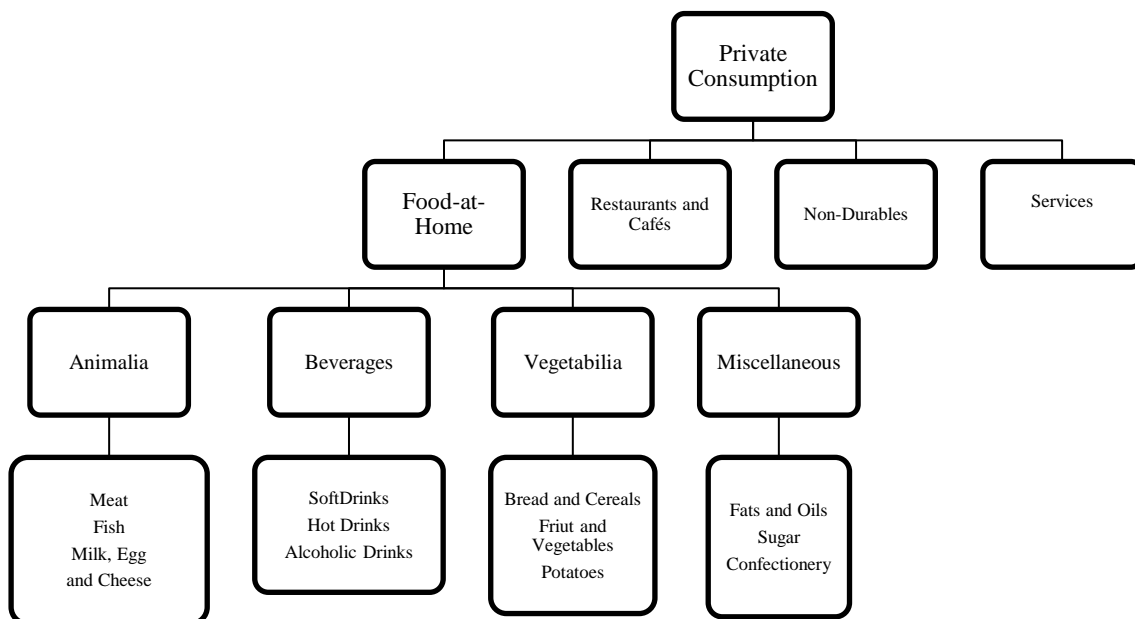 Private
Consumption
Food-at-
Home
Restaurants and
Cafés
Non-Durables
Services
Animalia
Beverages
Vegetabilia
Miscellaneous
Meat
Fish
Milk, Egg
and Cheese
SoftDrinks
Hot Drinks
Alcoholic Drinks
Bread and Cereals
Friut and
Vegetables
Potatoes
Fats and Oils
Sugar
Confectionery